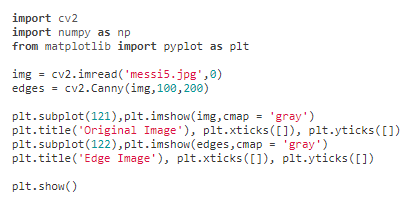 import cv2
import numpy as np
from matplotlib import pyplot as plt
img = cv2.imread('messi5.jpg',0)
edges = cv2.Canny(img,100,200)
plt.subplot(121),plt.imshow(img,cmap = 'gray')
plt.title('Original Image'), plt.xticks([]), plt.yticks([])
plt.subplot(122),plt.imshow(edges,cmap = 'gray')
plt.title('Edge Image'), plt.xticks([]), plt.yticks([])
plt.show()